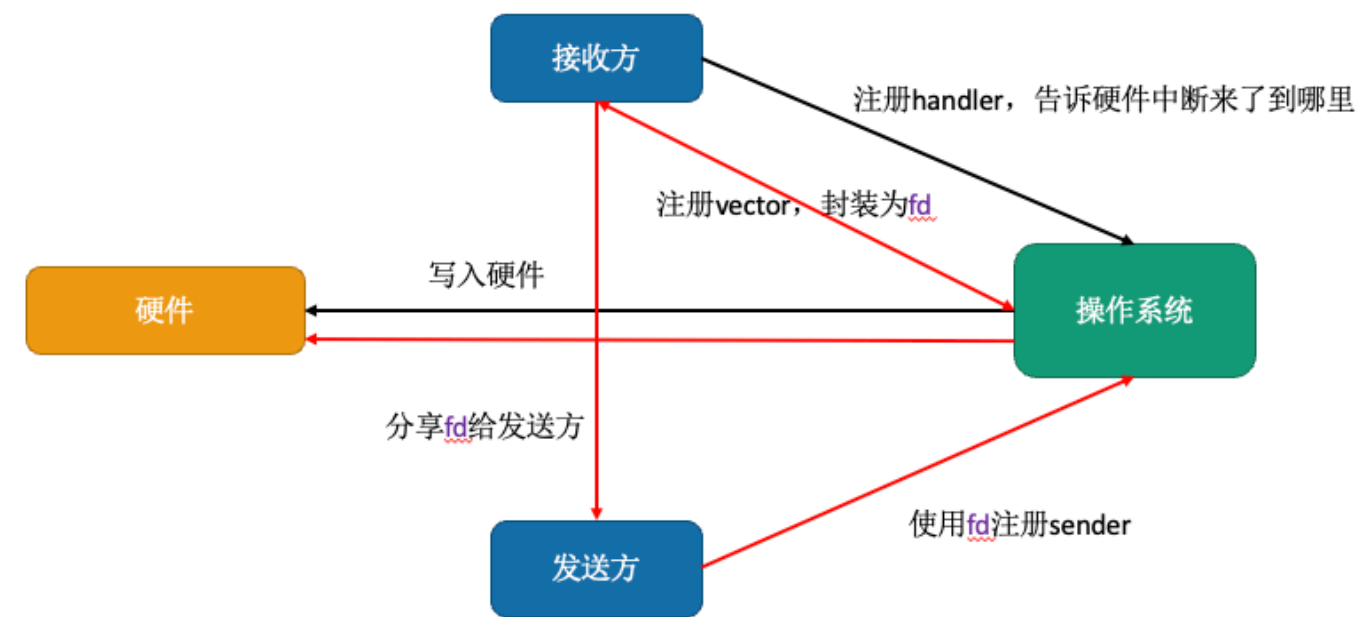 接收方
注册handler，告诉硬件中断来了到哪里
注册vector，封装为fd
写入硬件
硬件
操作系统
分享fd给发送方
使用fd注册sender
发送方